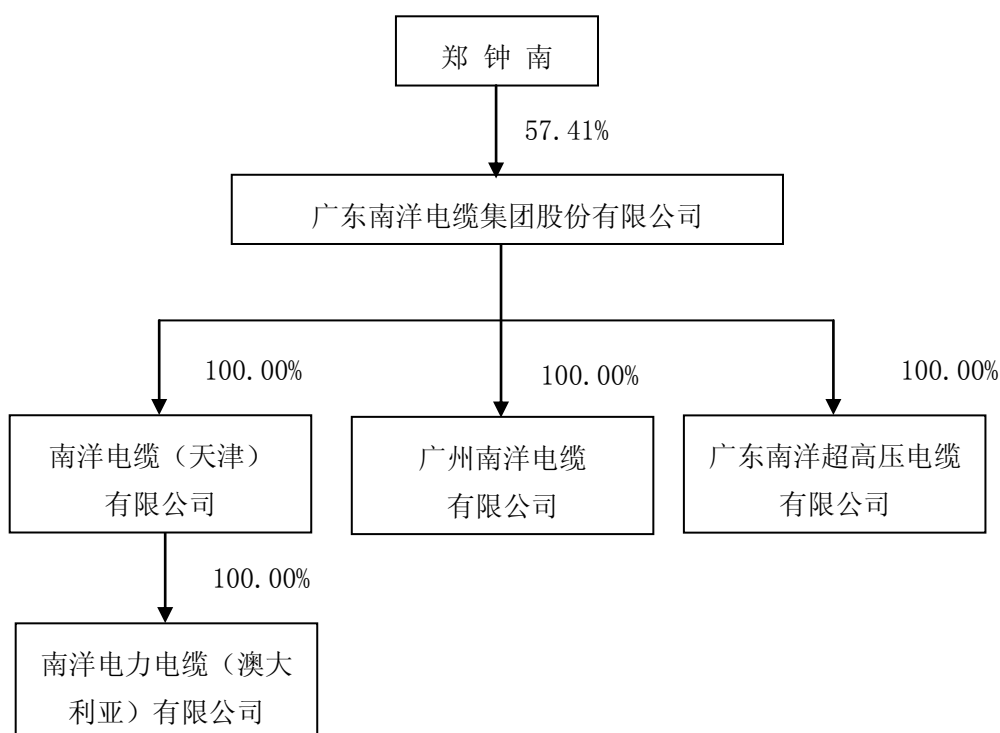 郑 钟 南
57.41%
广东南洋电缆集团股份有限公司
100.00%
100.00%
100.00%
南洋电缆（天津）
有限公司
广州南洋电缆
有限公司
广东南洋超高压电缆
有限公司
100.00%
南洋电力电缆（澳大
利亚）有限公司